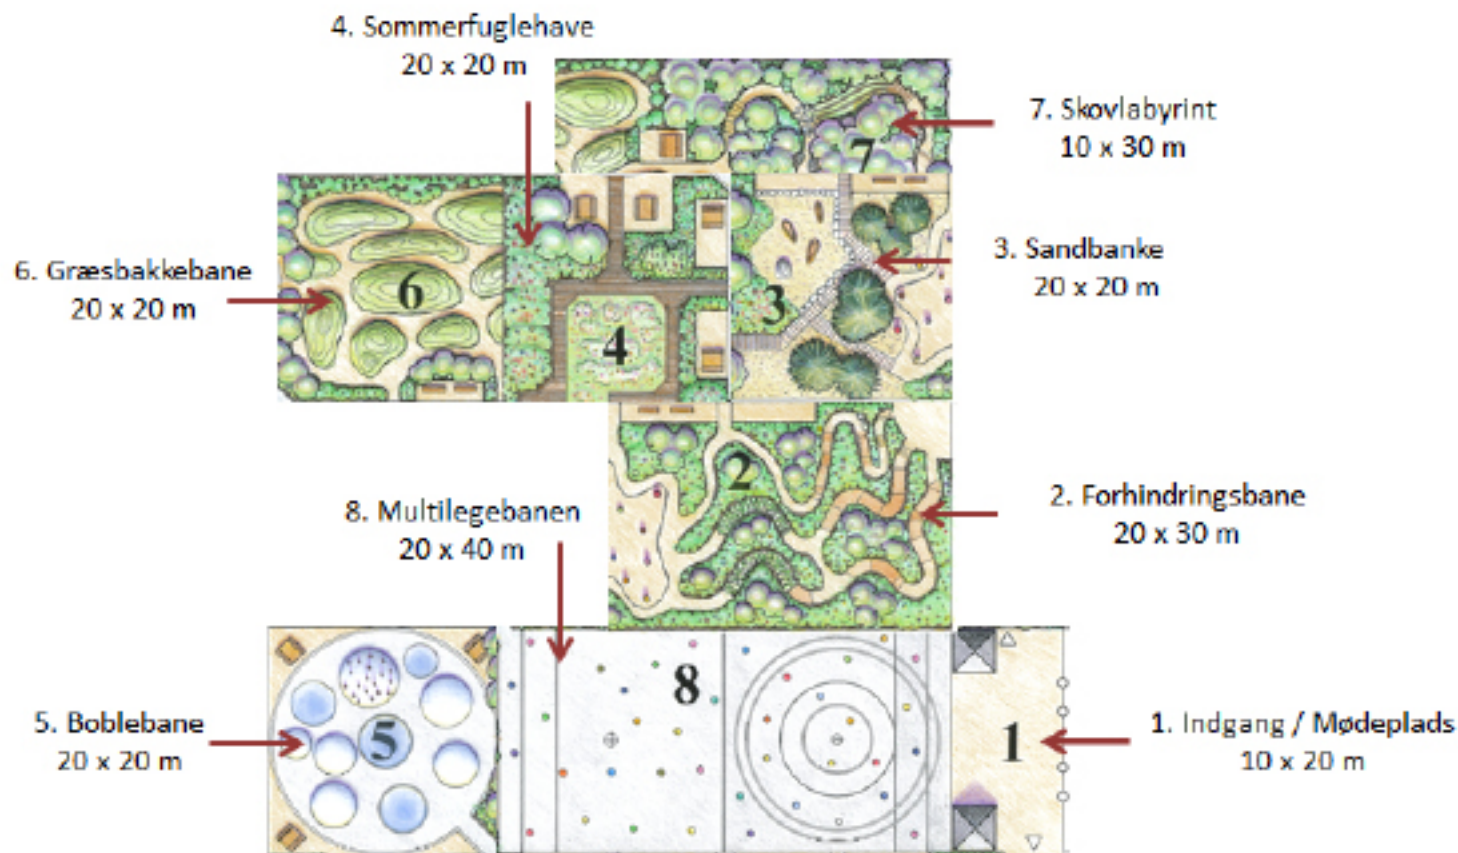 4. Sommerfuglehave
20 x 20 m
7. Skovlabyrint
10 x 30 m
7
6. Græsbakkebane
20 x 20 m
6
4
3
3. Sandbanke
20 x 20 m
2
2. Forhindringsbane
20 x 30 m
8. Multilegebanen
20 x 40 m
8
5. Boblebane
20 x 20 m
5
1
1. Indgang / Mødeplads
10 x 20 m